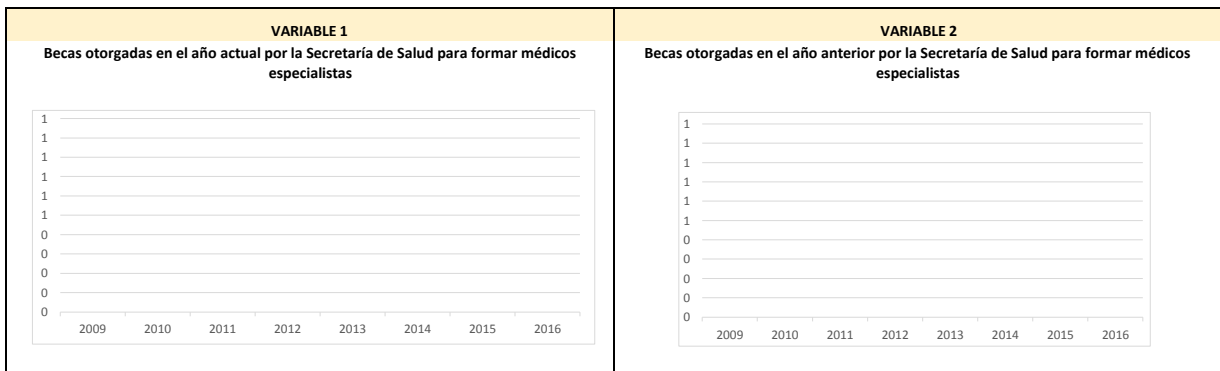 VARIABLE 1
Becas otorgadas en el año actual por la Secretaría de Salud para formar médicos
especialistas
1
1
1
1
1
1
0
0
0
0
0
2009 2010 2011 2012 2013 2014 2015 2016
VARIABLE 2
Becas otorgadas en el año anterior por la Secretaría de Salud para formar médicos
especialistas
1
1
1
1
1
1
0
0
0
0
0
2009 2010 2011 2012 2013 2014 2015 2016